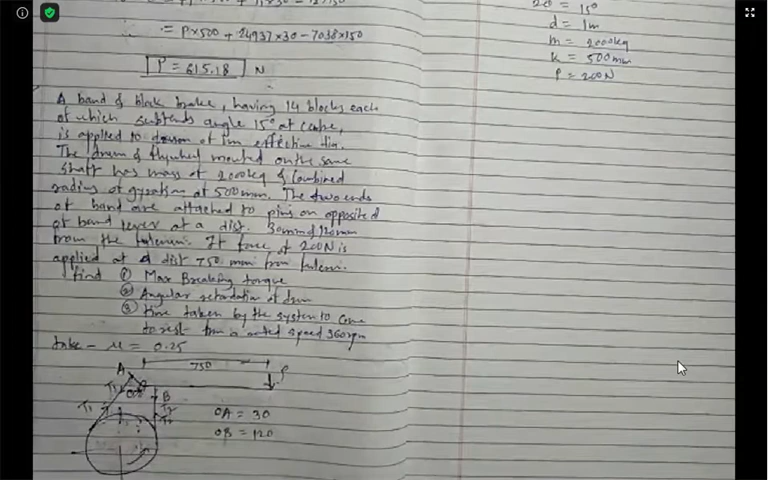 = P×500 + 24937×30 - 7038×150
P = 615.18 N
2θ = 15°
d = 1m
m = 2000kg
k = 500mm
P = 200N
A band & block brake, having 14 blocks each
of which subtends angle 15° at centre,
is applied to drum of 1m effective dia.
The drum & flywheel mounted on the same
shaft has mass of 2000kg & combined
radius of gyration of 500mm. The two ends
of band are attached to pins on opposite d
of band lever at a dist. 30mm & 120mm
from the fulcrum. If force of 200N is
applied at a dist 750 mm from fulcrum.
find ① Max Breaking torque
② Angular retardation of drum
③ time taken by the system to come
to rest from a rated speed 360rpm
take - μ = 0.25
750
P
A
T₁
B
T₂
T₁
OA = 30
OB = 120